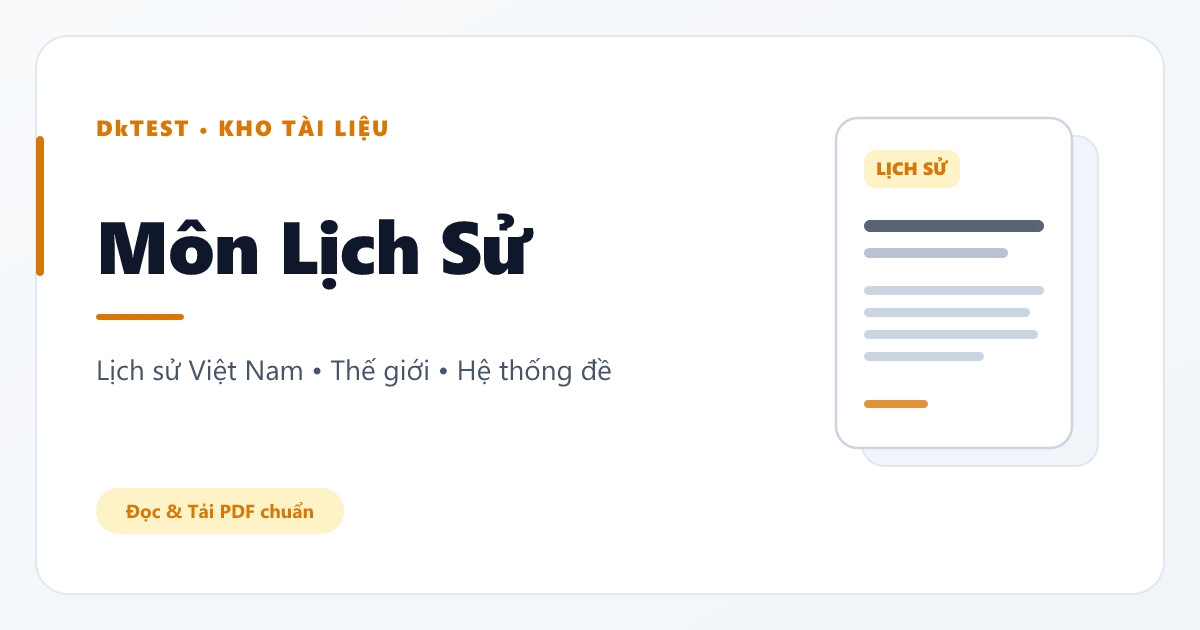 DkTEST • KHO TÀI LIỆU
Môn Lịch Sử
Lịch sử Việt Nam • Thế giới • Hệ thống đề
Đọc & Tải PDF chuẩn
LỊCH SỬ